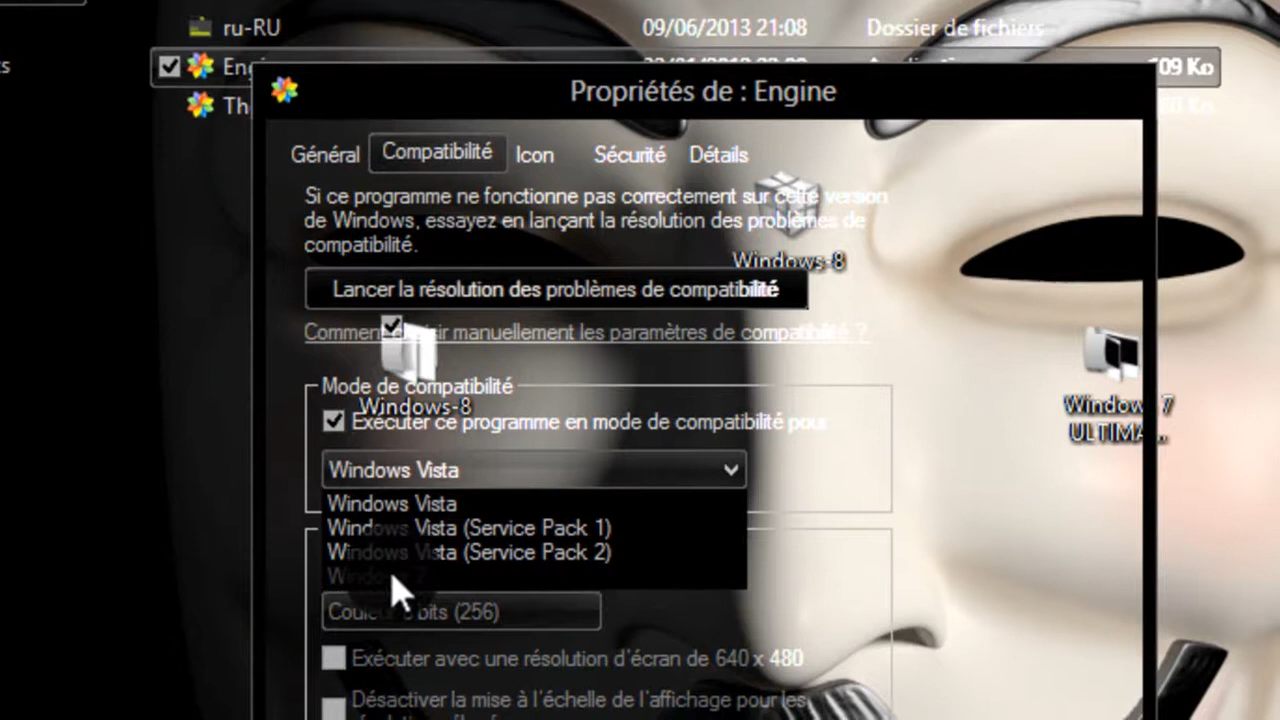 ru-RU 09/06/2013 21:08 Dossier de fichiers
109 Ko
Propriétés de : Engine
Général Compatibilité Icon Sécurité Détails
Si ce programme ne fonctionne pas correctement sur cette version
de Windows, essayez en lançant la résolution des problèmes de
compatibilité.
Windows-8
Lancer la résolution des problèmes de compatibilité
Comment choisir manuellement les paramètres de compatibilité ?
Mode de compatibilité
Windows-8
Window 7
ULTIMA...
Exécuter ce programme en mode de compatibilité pour
Windows Vista
Windows Vista
Windows Vista (Service Pack 1)
Windows Vista (Service Pack 2)
Windows 7
Couleur 8 bits (256)
Exécuter avec une résolution d'écran de 640 x 480
Désactiver la mise à l'échelle de l'affichage pour les